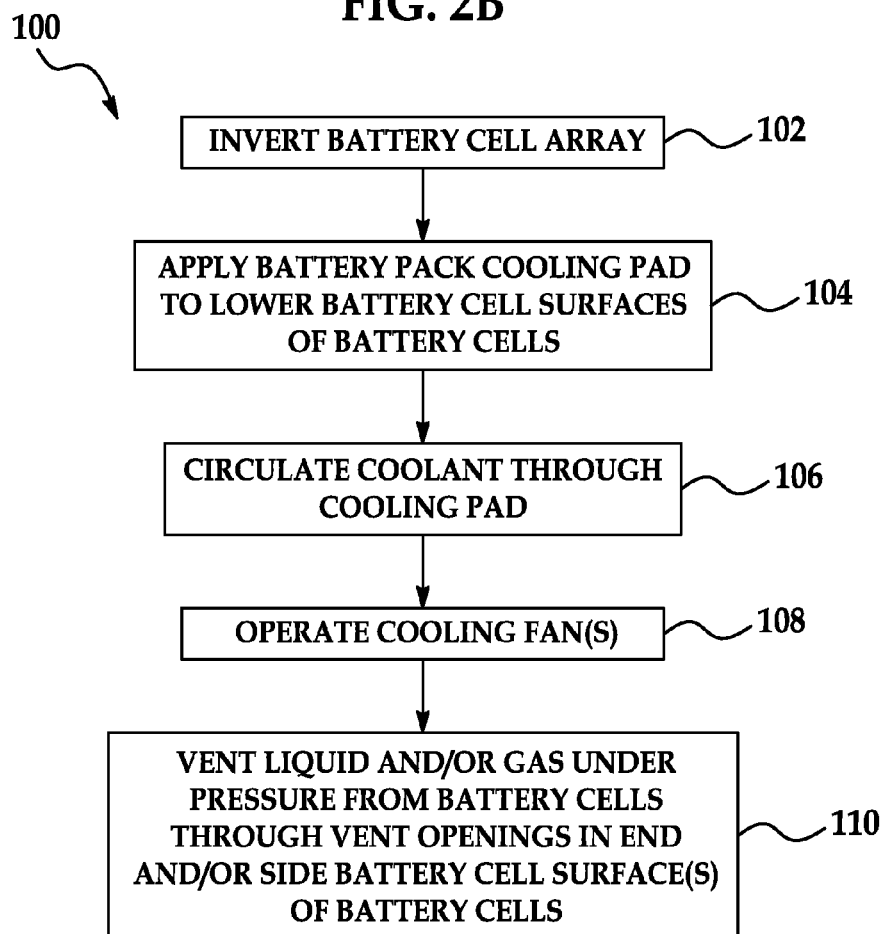 FIG. 2B
100
INVERT BATTERY CELL ARRAY
102
APPLY BATTERY PACK COOLING PAD
TO LOWER BATTERY CELL SURFACES
OF BATTERY CELLS
104
CIRCULATE COOLANT THROUGH
COOLING PAD
106
OPERATE COOLING FAN(S)
108
VENT LIQUID AND/OR GAS UNDER
PRESSURE FROM BATTERY CELLS
THROUGH VENT OPENINGS IN END
AND/OR SIDE BATTERY CELL SURFACE(S)
OF BATTERY CELLS
110